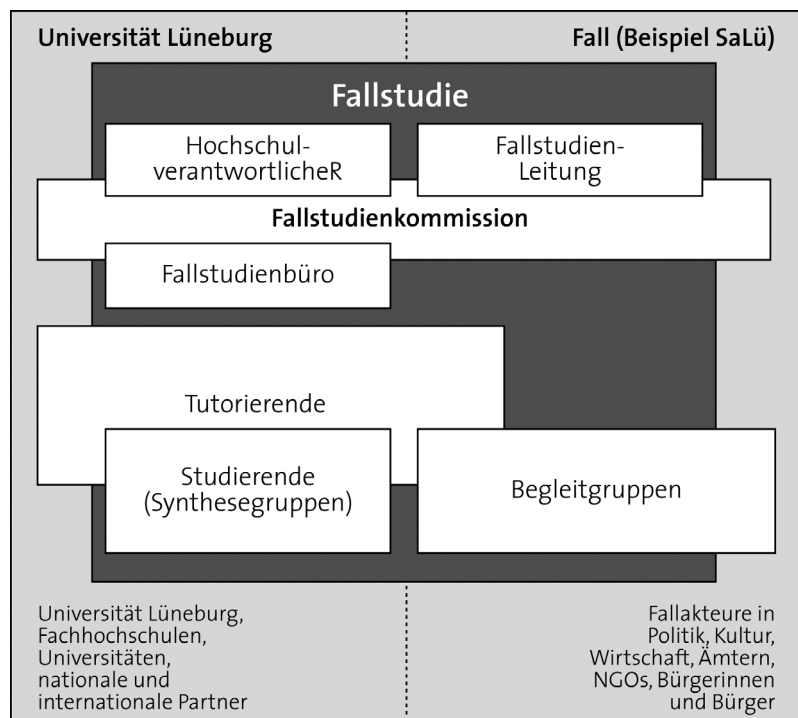 Universität Lüneburg
Fall (Beispiel SaLü)
Fallstudie
Hochschul-
verantwortlicheR
Fallstudien-
Leitung
Fallstudienkommission
Fallstudienbüro
Tutorierende
Studierende
(Synthesegruppen)
Begleitgruppen
Universität Lüneburg,
Fachhochschulen,
Universitäten,
nationale und
internationale Partner
Fallakteure in
Politik, Kultur,
Wirtschaft, Ämtern,
NGOs, Bürgerinnen
und Bürger